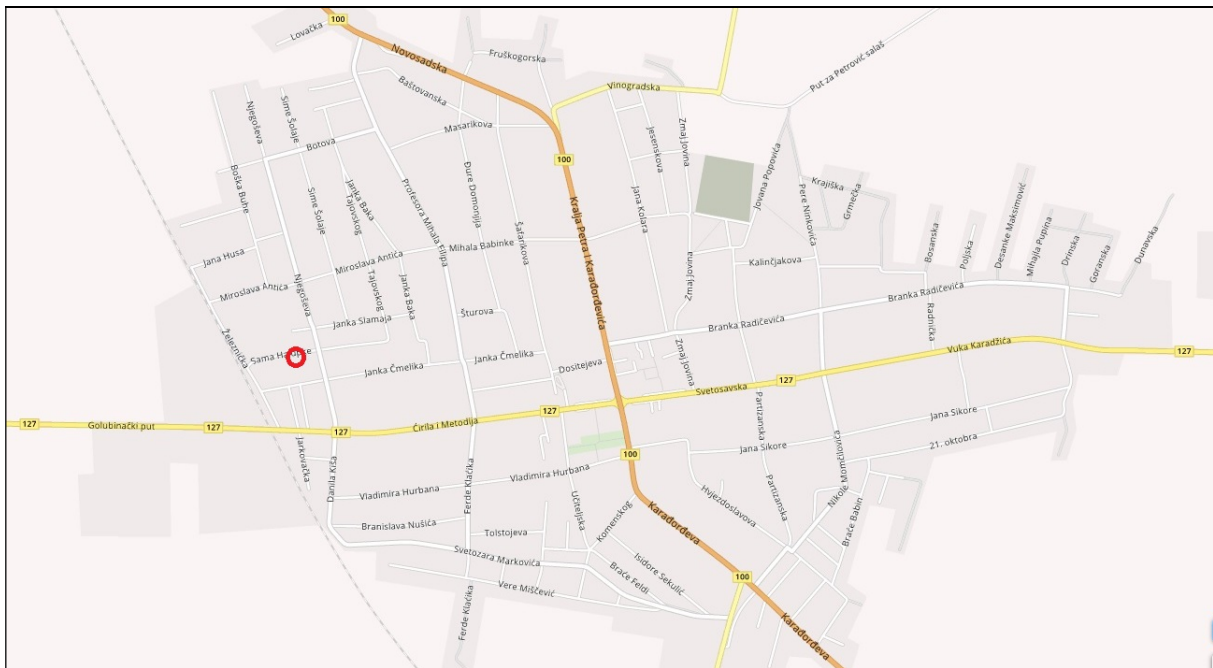 100
Lovačka
Novosadska
Fruškogorska
Put za Petrović salaš
Baštovanska
Vinogradska
Njegoševa
Sime Šolaje
Masarikova
Jesenskova
Zmaj Jovina
Botova
100
Boška Buhe
Sime Šolaje
Janka Baka
Tajovskog
Profesora Mihala Filipa
Đure Domonjija
Šafarikova
Jana Kolara
Jovana Popovića
Pere Ninkovića
Krajiška
Grmečka
Bosanska
Poljska
Desanke Maksimović
Mihajla Pupina
Drinska
Goranska
Dunavska
Jana Husa
Miroslava Antića
Mihala Babinke
Kralja Petra I Karađorđevića
Zmaj Jovina
Kalinčjakova
Miroslava Antića
Njegoševa
Tajovskog
Janka Baka
Branka Radičevića
Radnička
Janka Slamaja
Šturova
Branka Radičevića
Železnička
Sama
Janka Čmelika
Janka Čmelika
Dositejeva
Zmaj Jovina
Vuka Karadžića
127
Svetosavska
127
127
Golubinački put
127
127
Ćirila i Metodija
127
Partizanska
Jana Sikore
Jarkovačka
Danila Kiša
100
Jana Sikore
21. oktobra
Momčilovića
Vladimira Hurbana
Vladimira Hurbana
Ferde Klačika
Učiteljska
Hvjezdoslavova
Partizanska
Nikole
Braće Babin
Branislava Nušića
Tolstojeva
Komenskog
Karađorđeva
Svetozara Markovića
Isidore Sekulić
Braće Feldi
Vere Miščević
100
Ferde Klačika
Karađorđeva